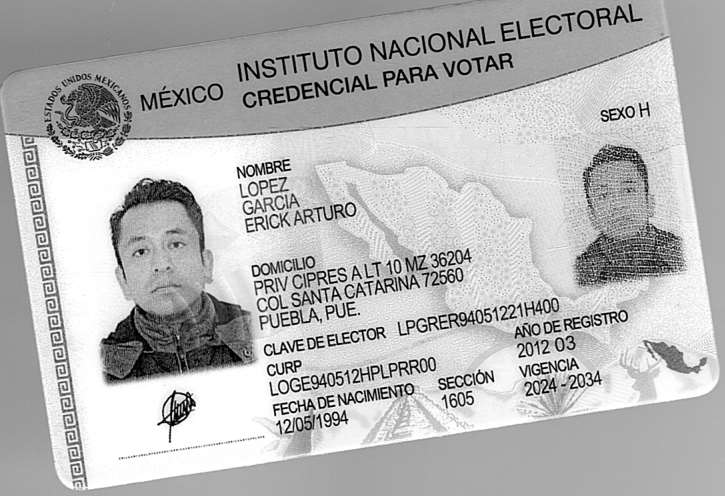 ESTADOS UNIDOS MEXICANOS
MÉXICO
INSTITUTO NACIONAL ELECTORAL
CREDENCIAL PARA VOTAR
SEXO H
NOMBRE
LOPEZ
GARCIA
ERICK ARTURO
DOMICILIO
PRIV CIPRES A LT 10 MZ 36204
COL SANTA CATARINA 72560
PUEBLA, PUE.
CLAVE DE ELECTOR LPGRER94051221H400
CURP
LOGE940512HPLPRR00
AÑO DE REGISTRO
2012 03
FECHA DE NACIMIENTO
12/05/1994
SECCIÓN
1605
VIGENCIA
2024 - 2034